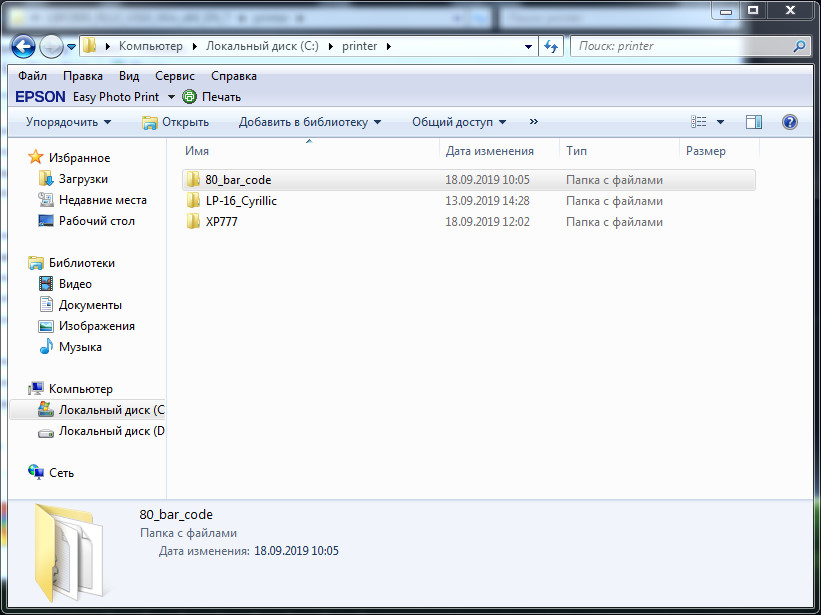 Компьютер Локальный диск (C:) printer Поиск: printer
Файл Правка Вид Сервис Справка
EPSON Easy Photo Print Печать
Упорядочить Открыть Добавить в библиотеку Общий доступ »
Имя Дата изменения Тип Размер
Избранное
Загрузки
Недавние места
Рабочий стол
Библиотеки
Видео
Документы
Изображения
Музыка
Компьютер
Локальный диск (C
Локальный диск (D
Сеть
80_bar_code 18.09.2019 10:05 Папка с файлами
LP-16_Cyrillic 13.09.2019 14:28 Папка с файлами
XP777 18.09.2019 12:02 Папка с файлами
80_bar_code
Папка с файлами
Дата изменения: 18.09.2019 10:05